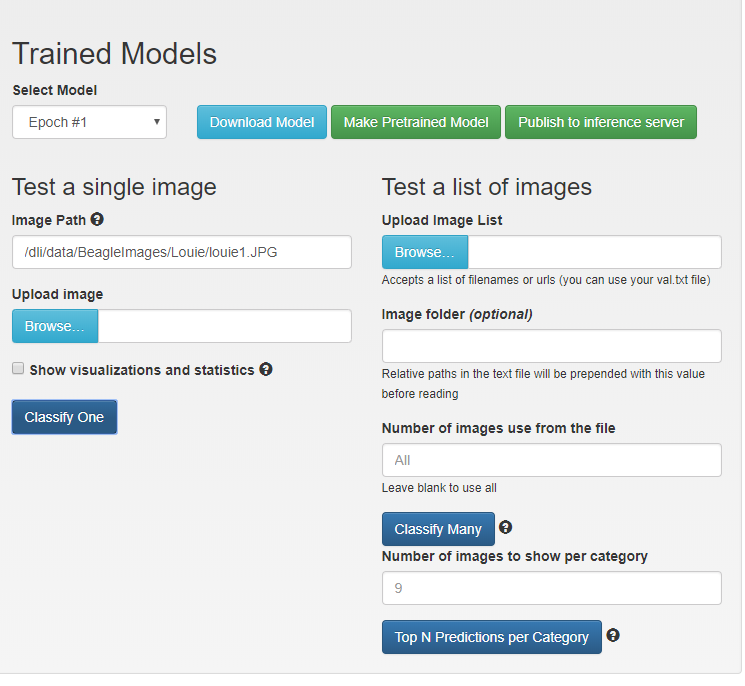 Trained Models
Select Model
Epoch #1
Download Model
Make Pretrained Model
Publish to inference server
Test a single image
Image Path
/dli/data/BeagleImages/Louie/louie1.JPG
Upload image
Browse...
Show visualizations and statistics
Classify One
Test a list of images
Upload Image List
Browse...
Accepts a list of filenames or urls (you can use your val.txt file)
Image folder (optional)
Relative paths in the text file will be prepended with this value
before reading
Number of images use from the file
All
Leave blank to use all
Classify Many
Number of images to show per category
9
Top N Predictions per Category